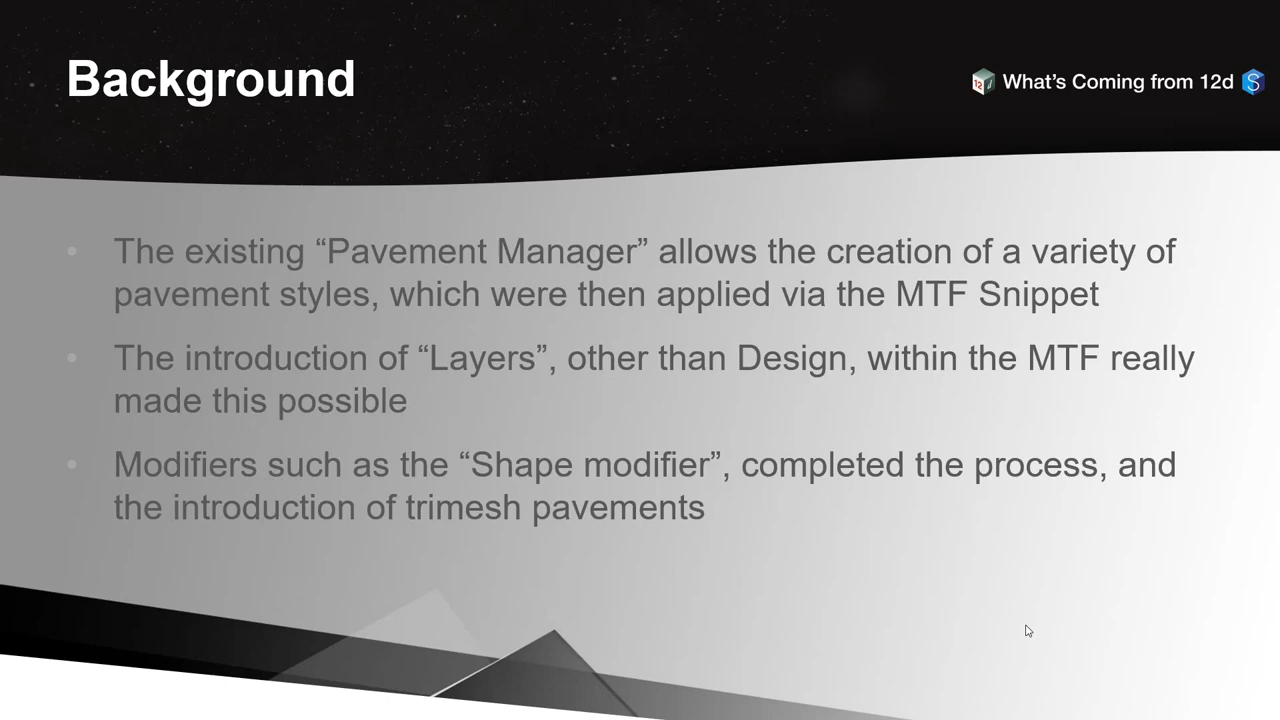 Background
What's Coming from 12d
• The existing “Pavement Manager” allows the creation of a variety of
pavement styles, which were then applied via the MTF Snippet
• The introduction of “Layers”, other than Design, within the MTF really
made this possible
• Modifiers such as the “Shape modifier”, completed the process, and
the introduction of trimesh pavements